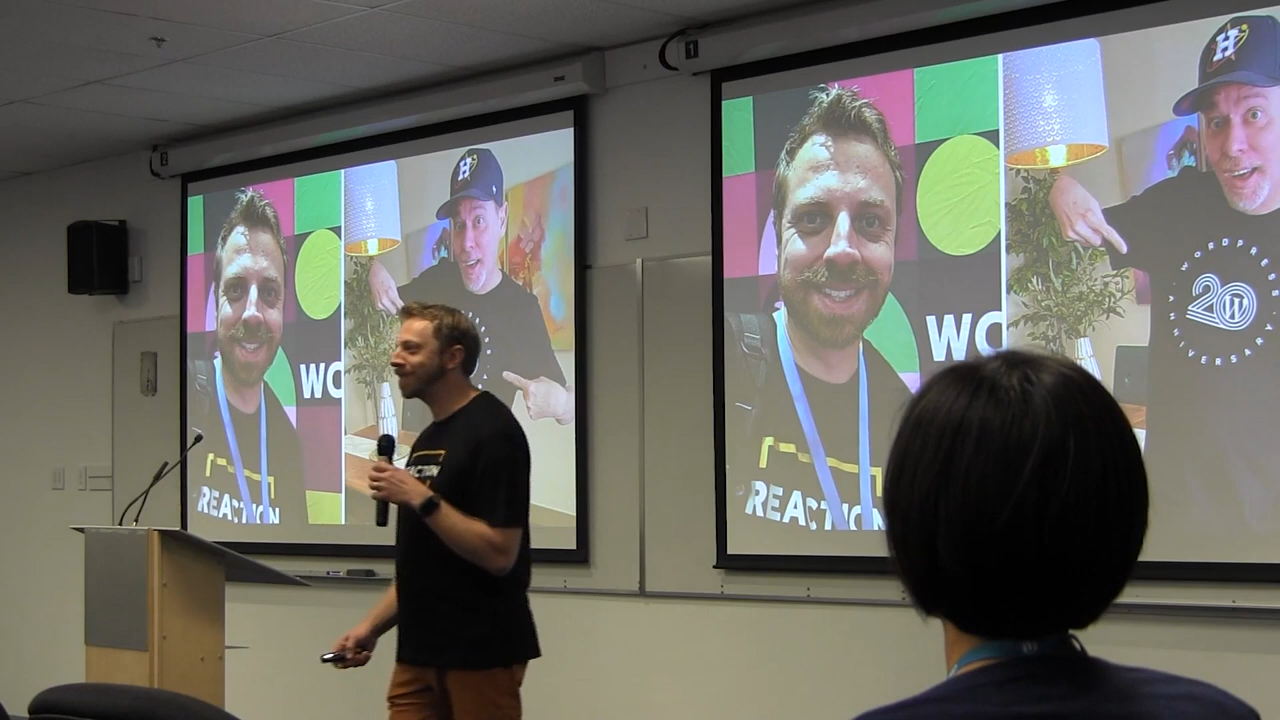 H
WC
REACTION
H
WC
WORDPRESS
20
W
ANNIVERSARY
REACTION
1